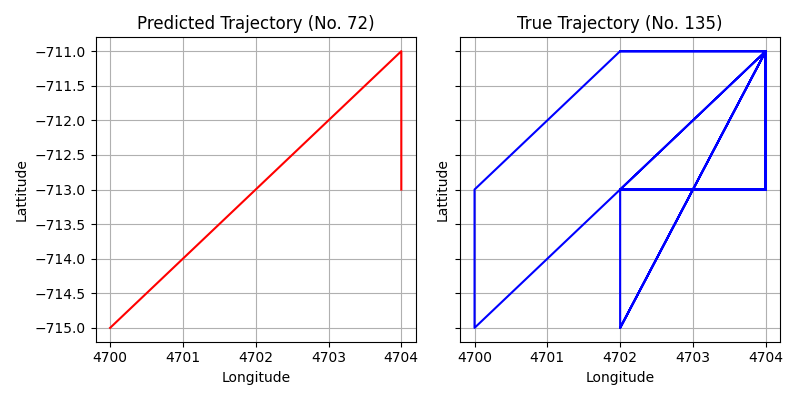 Predicted Trajectory (No. 72)
True Trajectory (No. 135)
−711.0
−711.5
−712.0
−712.5
−713.0
−713.5
−714.0
−714.5
−715.0
Lattitude
Lattitude
4700 4701 4702 4703 4704
4700 4701 4702 4703 4704
Longitude
Longitude